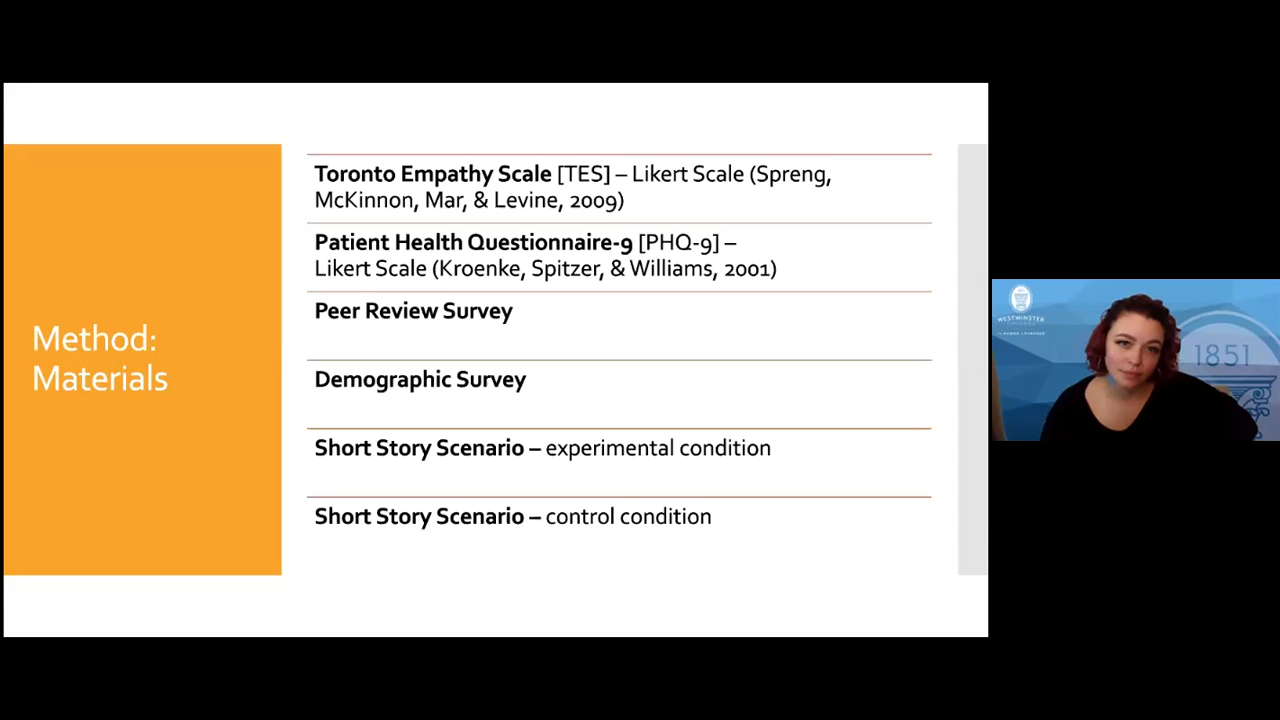 Method:
Materials
Toronto Empathy Scale [TES] – Likert Scale (Spreng,
McKinnon, Mar, & Levine, 2009)
Patient Health Questionnaire-9 [PHQ-9] –
Likert Scale (Kroenke, Spitzer, & Williams, 2001)
Peer Review Survey
Demographic Survey
Short Story Scenario – experimental condition
Short Story Scenario – control condition
WESTMINSTER
1851